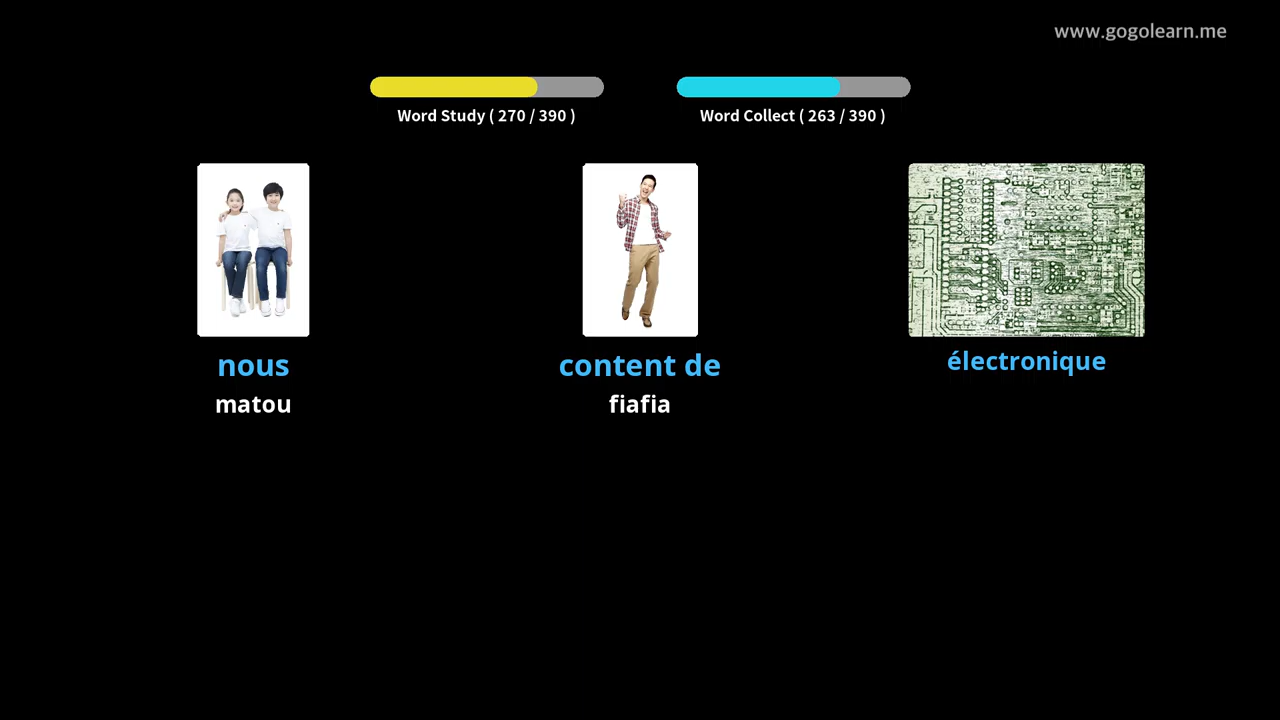 www.gogolearn.me
Word Study ( 270 / 390 )
Word Collect ( 263 / 390 )
nous
matou
content de
fiafia
électronique